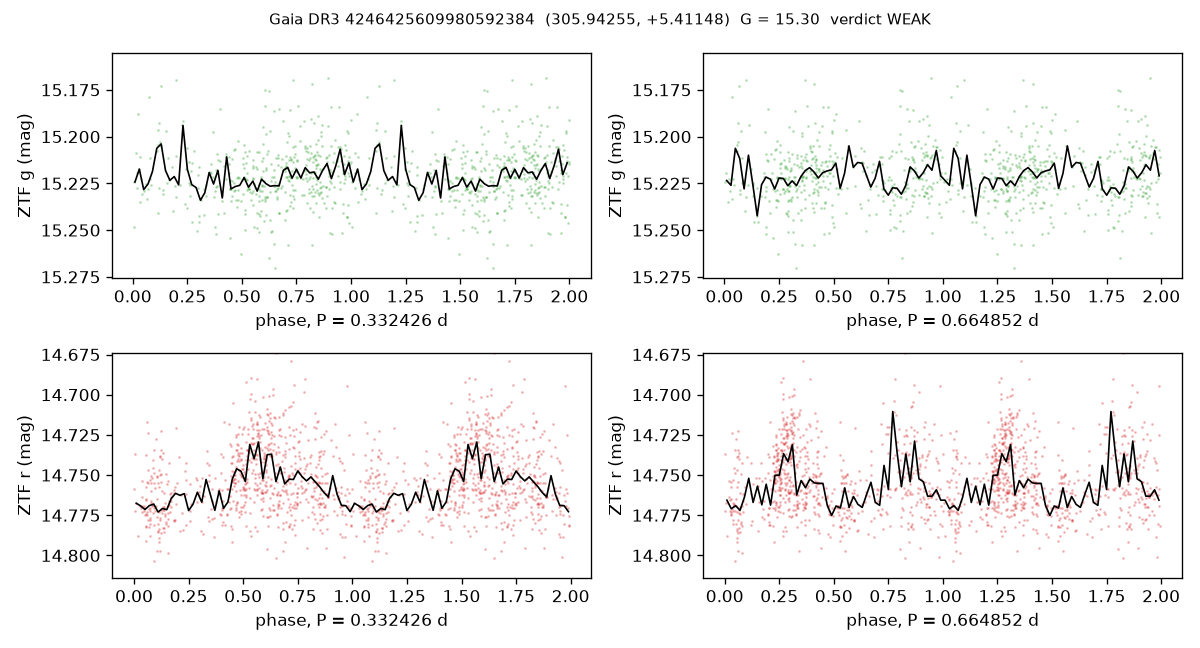 Gaia DR3 4246425609980592384 (305.94255, +5.41148) G = 15.30 verdict WEAK
ZTF g (mag)
15.175
15.200
15.225
15.250
15.275
0.00 0.25 0.50 0.75 1.00 1.25 1.50 1.75 2.00
phase, P = 0.332426 d
ZTF g (mag)
15.175
15.200
15.225
15.250
15.275
0.00 0.25 0.50 0.75 1.00 1.25 1.50 1.75 2.00
phase, P = 0.664852 d
ZTF r (mag)
14.675
14.700
14.725
14.750
14.775
14.800
0.00 0.25 0.50 0.75 1.00 1.25 1.50 1.75 2.00
phase, P = 0.332426 d
ZTF r (mag)
14.675
14.700
14.725
14.750
14.775
14.800
0.00 0.25 0.50 0.75 1.00 1.25 1.50 1.75 2.00
phase, P = 0.664852 d